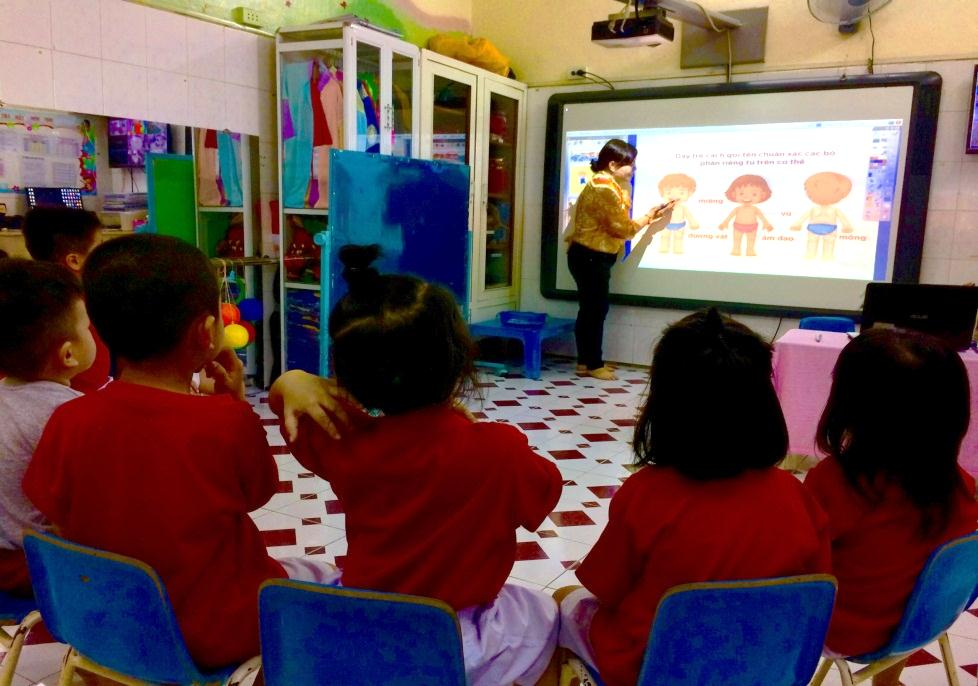 Dạy trẻ cách gọi tên chuẩn xác các bộ
phận riêng tư trên cơ thể
miệng
vú
dương vật
âm đạo
mông
ASUS